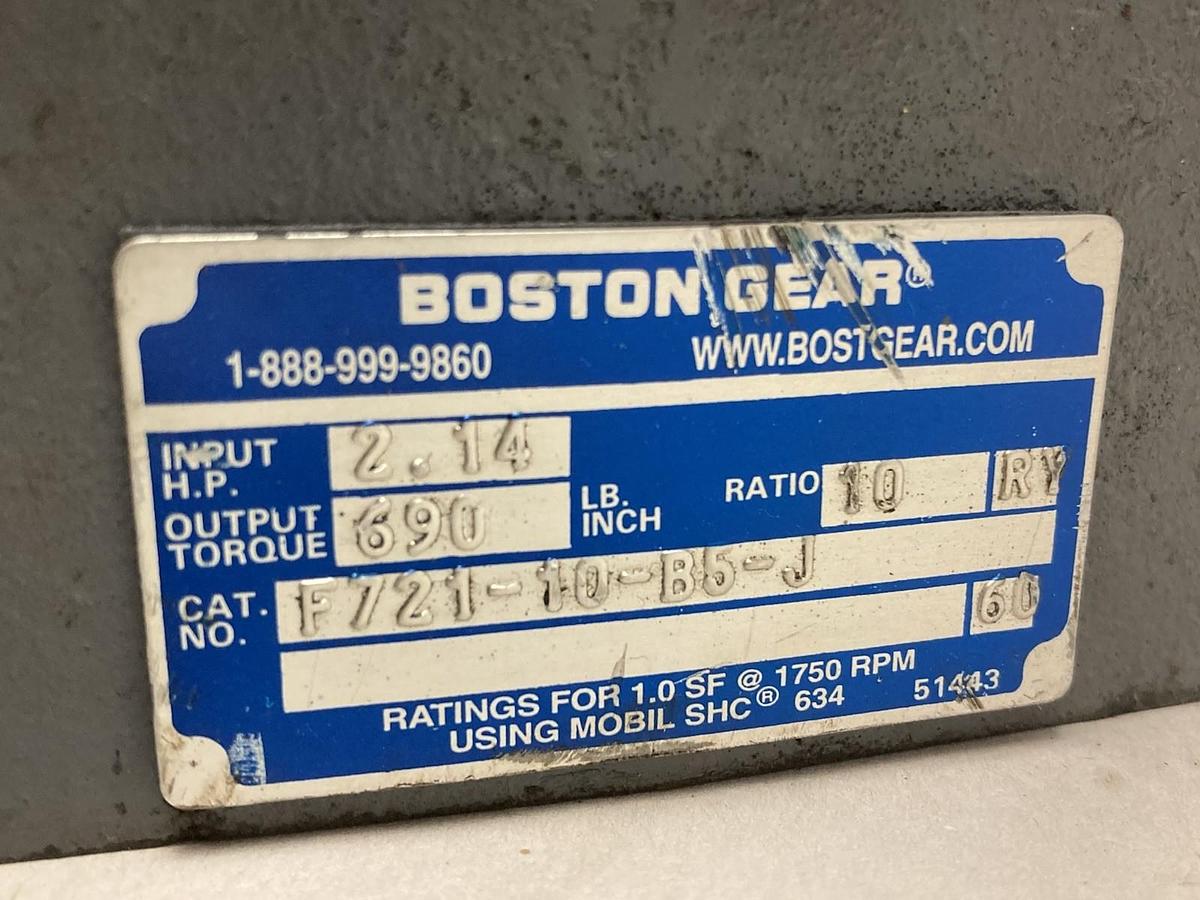 BOSTON GEAR®
1-888-999-9860 WWW.BOSTGEAR.COM
INPUT H.P. 2.14
OUTPUT TORQUE 690 LB. INCH RATIO 10 RY
CAT. NO. F721-10-B5-J
60
RATINGS FOR 1.0 SF @ 1750 RPM
USING MOBIL SHC® 634 51443